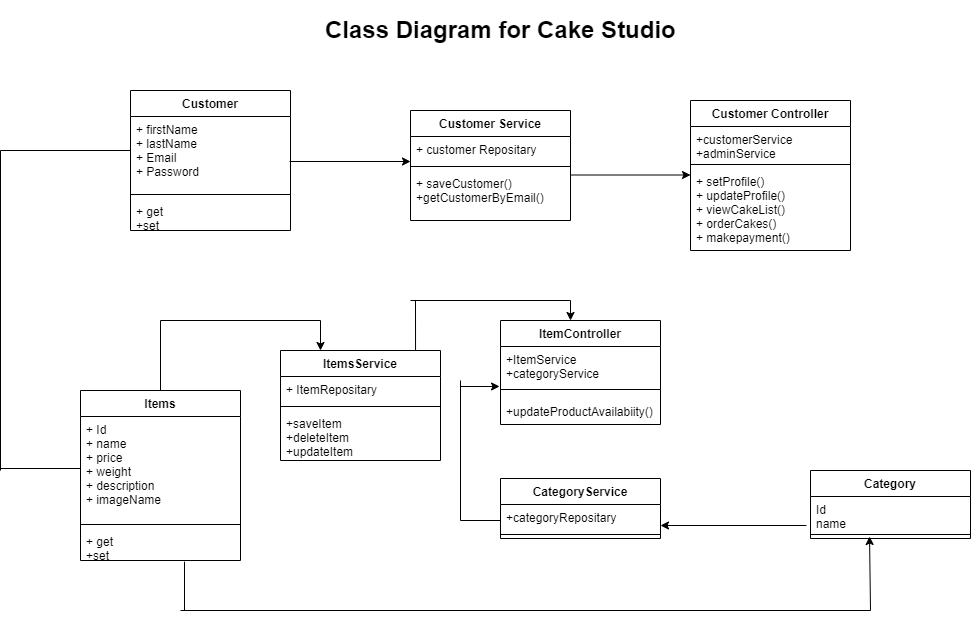 Class Diagram for Cake Studio
Customer
+ firstName
+ lastName
+ Email
+ Password
+ get
+set
Customer Service
+ customer Repositary
+ saveCustomer()
+getCustomerByEmail()
Customer Controller
+customerService
+adminService
+ setProfile()
+ updateProfile()
+ viewCakeList()
+ orderCakes()
+ makepayment()
Items
+ Id
+ name
+ price
+ weight
+ description
+ imageName
+ get
+set
ItemsService
+ ItemRepositary
+saveItem
+deleteItem
+updateItem
ItemController
+ItemService
+categoryService
+updateProductAvailabiity()
CategoryService
+categoryRepositary
Category
Id
name